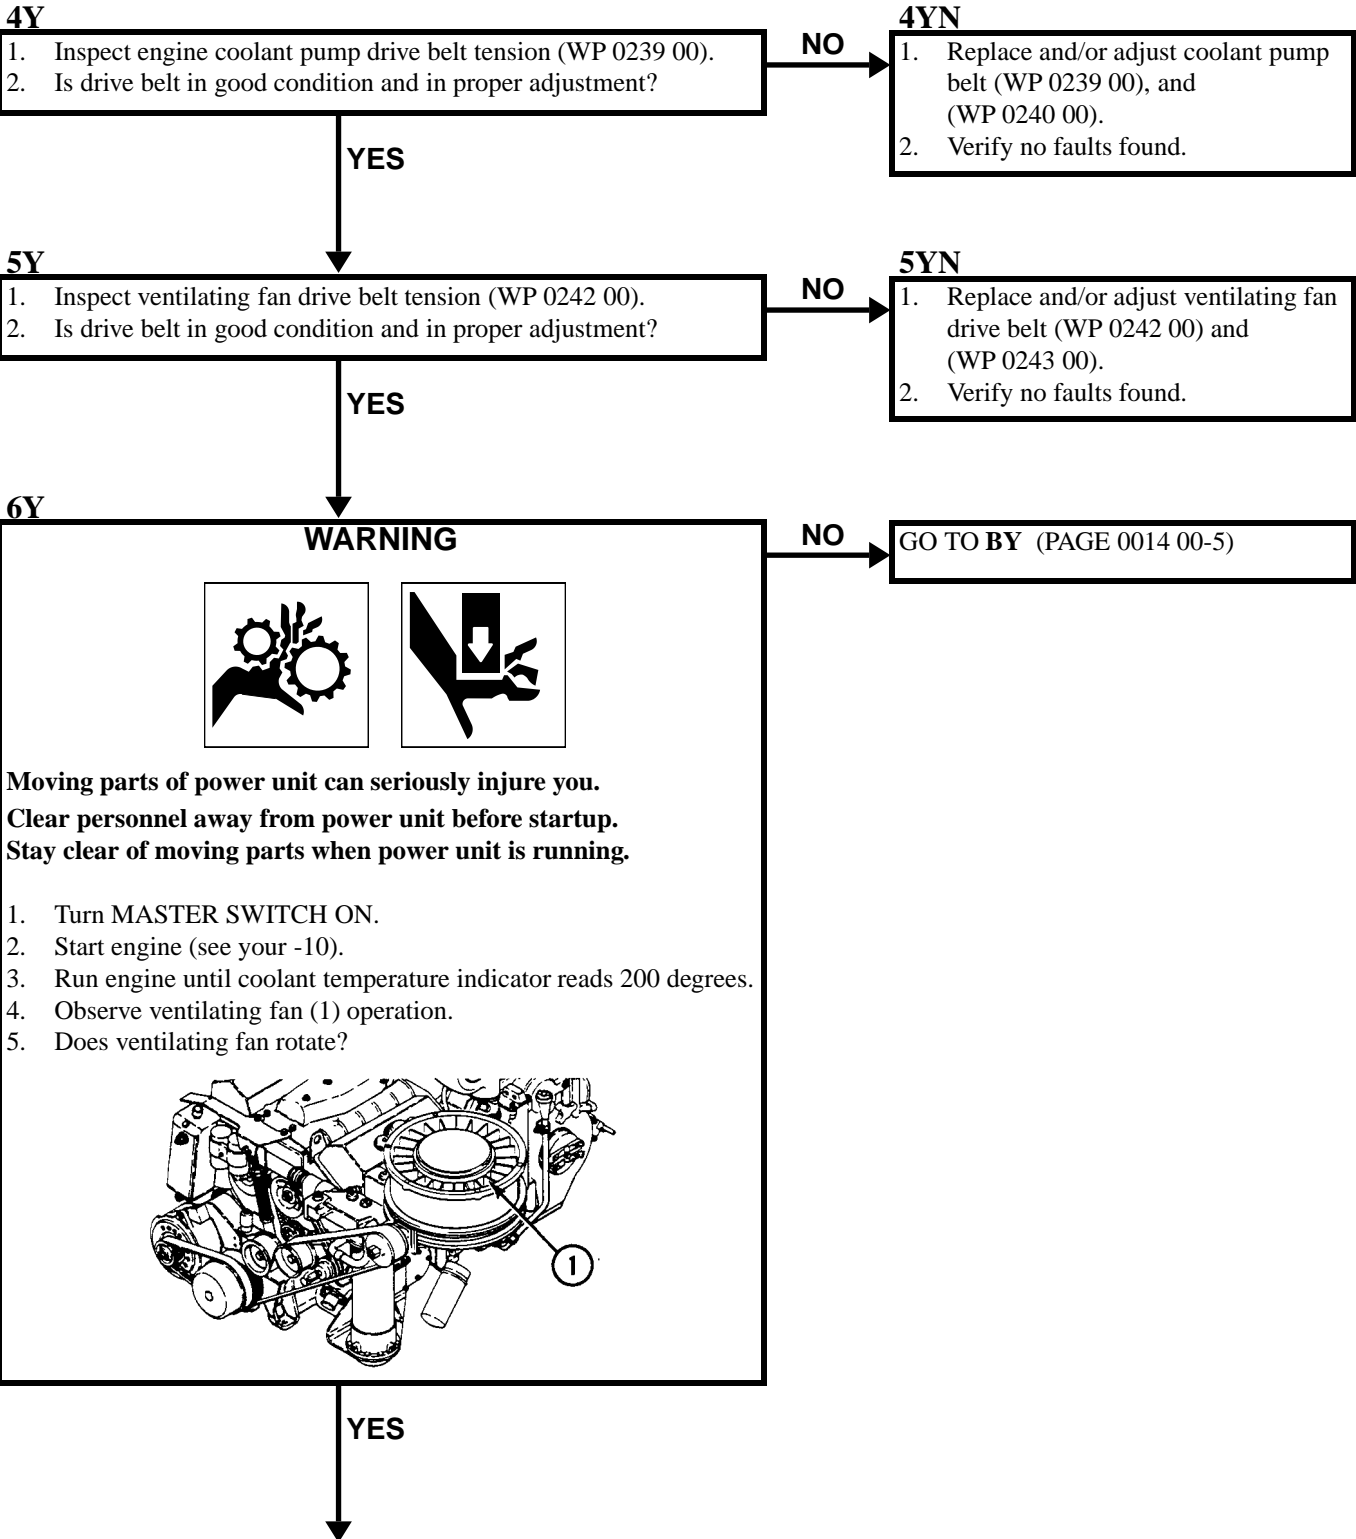 4Y
1. Inspect engine coolant pump drive belt tension (WP 0239 00).
2. Is drive belt in good condition and in proper adjustment?
NO
4YN
1. Replace and/or adjust coolant pump
belt (WP 0239 00), and
(WP 0240 00).
2. Verify no faults found.
YES
5Y
1. Inspect ventilating fan drive belt tension (WP 0242 00).
2. Is drive belt in good condition and in proper adjustment?
NO
5YN
1. Replace and/or adjust ventilating fan
drive belt (WP 0242 00) and
(WP 0243 00).
2. Verify no faults found.
YES
6Y
WARNING
NO
GO TO BY (PAGE 0014 00-5)
Moving parts of power unit can seriously injure you.
Clear personnel away from power unit before startup.
Stay clear of moving parts when power unit is running.
1. Turn MASTER SWITCH ON.
2. Start engine (see your -10).
3. Run engine until coolant temperature indicator reads 200 degrees.
4. Observe ventilating fan (1) operation.
5. Does ventilating fan rotate?
1
YES